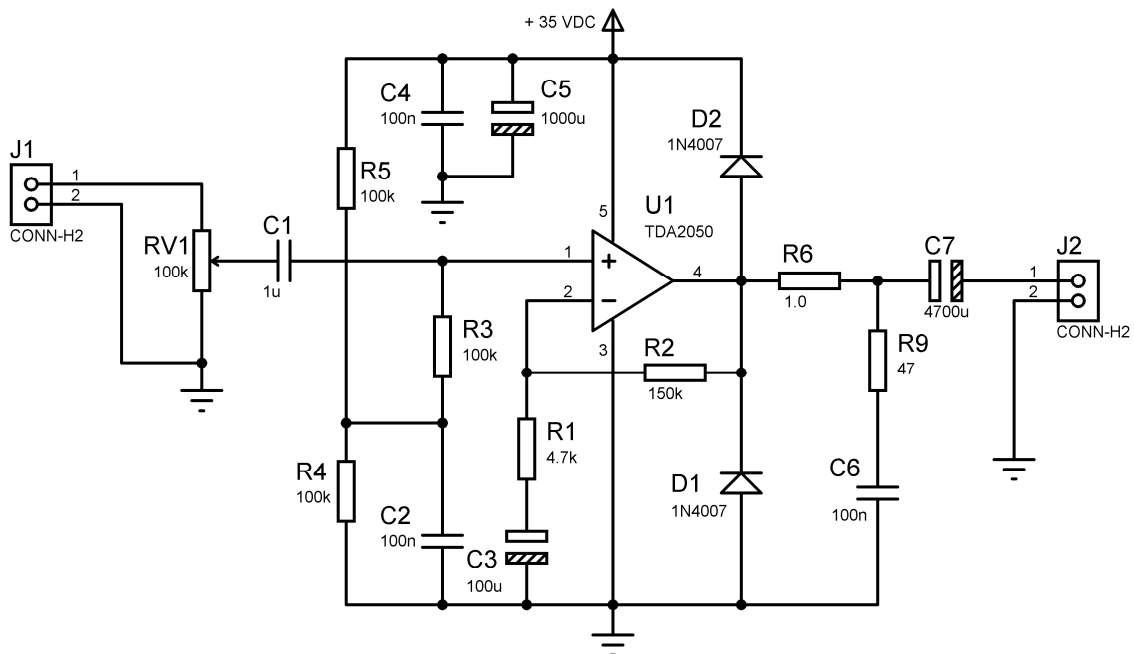 + 35 VDC
C4
100n
C5
1000u
D2
1N4007
J1
1
2
CONN-H2
R5
100k
RV1
100k
C1
1u
U1
TDA2050
5
1
+
2
−
3
4
R6
1.0
C7
4700u
J2
1
2
CONN-H2
R3
100k
R2
150k
R9
47
R4
100k
R1
4.7k
C2
100n
C3
100u
D1
1N4007
C6
100n